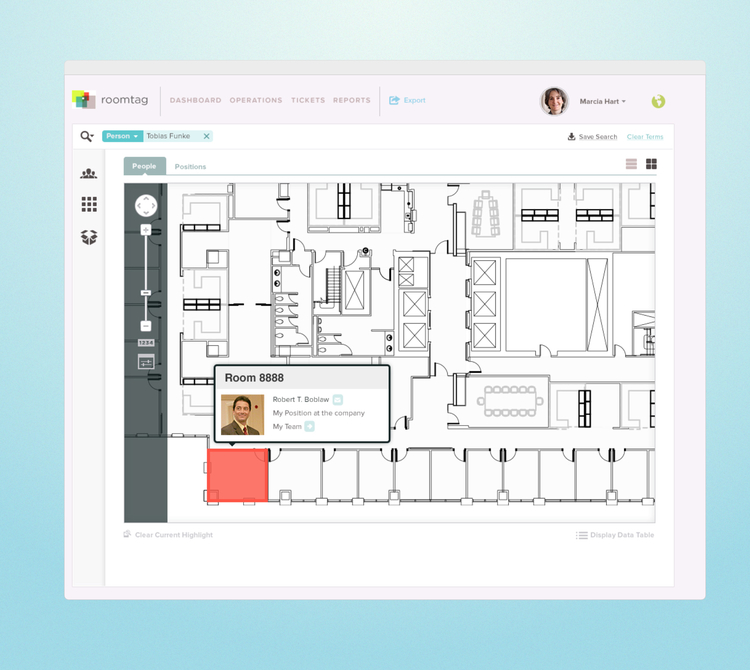 roomtag
DASHBOARD OPERATIONS TICKETS REPORTS Export
Marcia Hart
Person Tobias Funke
Save Search Clear Terms
People Positions
1234
Room 8888
Robert T. Boblaw
My Position at the company
My Team
Clear Current Highlight
Display Data Table